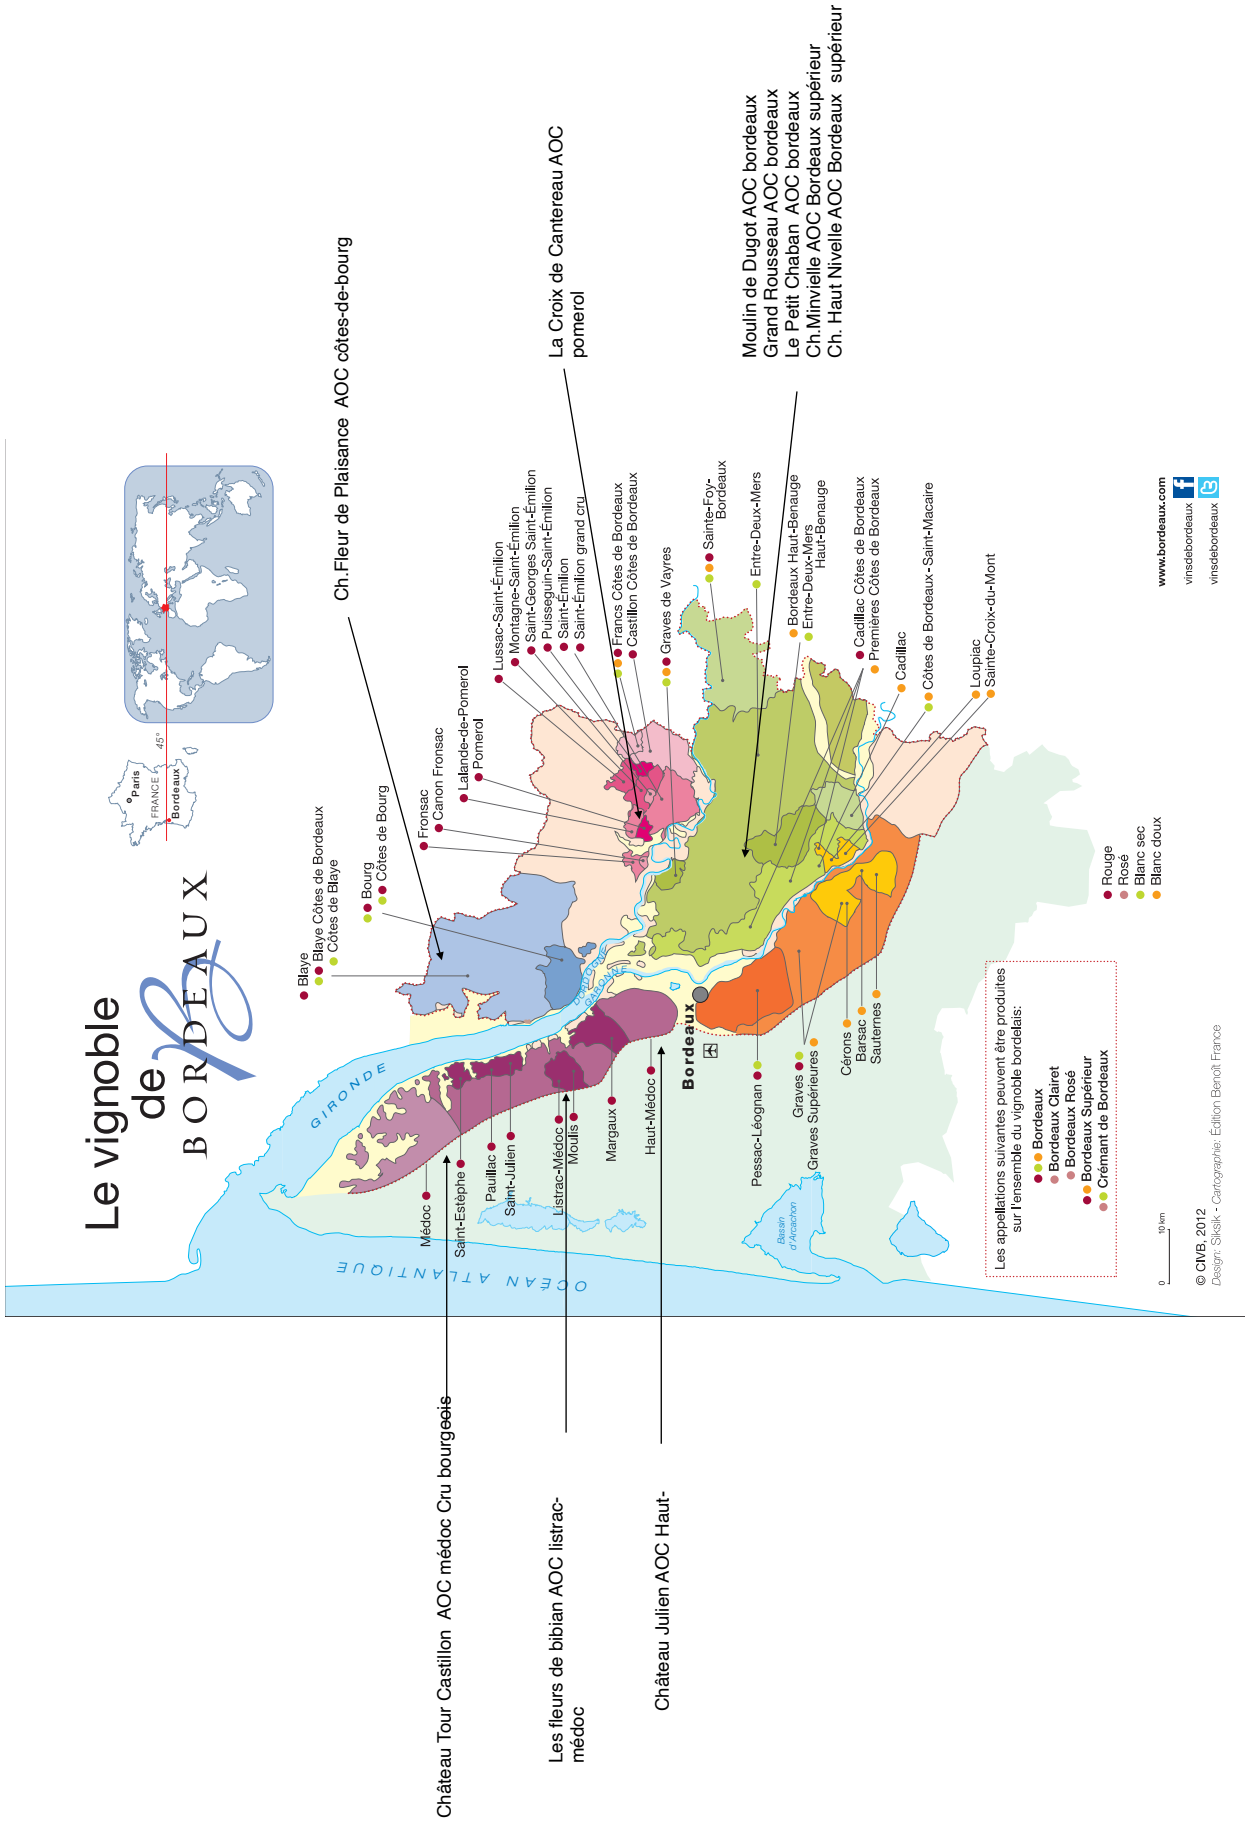 Le vignoble
de
BORDEAUX
Paris
FRANCE
Bordeaux
45°
Ch.Fleur de Plaisance AOC côtes-de-bourg
La Croix de Cantereau AOC
pomerol
Moulin de Dugot AOC bordeaux
Grand Rousseau AOC bordeaux
Le Petit Chaban AOC bordeaux
Ch.Minvielle AOC Bordeaux supérieur
Ch. Haut Nivelle AOC Bordeaux supérieur
Blaye
Blaye Côtes de Bordeaux
Côtes de Blaye
Bourg
Côtes de Bourg
Fronsac
Canon Fronsac
Lalande-de-Pomerol
Pomerol
Lussac-Saint-Émilion
Montagne-Saint-Émilion
Saint-Georges Saint-Émilion
Puisseguin-Saint-Émilion
Saint-Émilion
Saint-Émilion grand cru
Francs Côtes de Bordeaux
Castillon Côtes de Bordeaux
Graves de Vayres
Sainte-Foy-
Bordeaux
Entre-Deux-Mers
Bordeaux Haut-Benauge
Entre-Deux-Mers
Haut-Benauge
Cadillac Côtes de Bordeaux
Premières Côtes de Bordeaux
Cadillac
Côtes de Bordeaux-Saint-Macaire
Loupiac
Sainte-Croix-du-Mont
GIRONDE
DORDOGNE
GARONNE
OCÉAN ATLANTIQUE
Bordeaux
Médoc
Saint-Estèphe
Pauillac
Saint-Julien
Listrac-Médoc
Moulis
Margaux
Haut-Médoc
Pessac-Léognan
Graves
Graves Supérieures
Cérons
Barsac
Sauternes
Bassin
d'Arcachon
Château Tour Castillon AOC médoc Cru bourgeois
Les fleurs de bibian AOC listrac-
médoc
Château Julien AOC Haut-
Les appellations suivantes peuvent être produites
sur l'ensemble du vignoble bordelais:
Bordeaux
Bordeaux Clairet
Bordeaux Rosé
Bordeaux Supérieur
Crémant de Bordeaux
Rouge
Rosé
Blanc sec
Blanc doux
www.bordeaux.com
vinsdebordeaux
vinsdebordeaux
0 10 km
© CIVB, 2012
Design: Siksik - Cartographie: Édition Benoît France